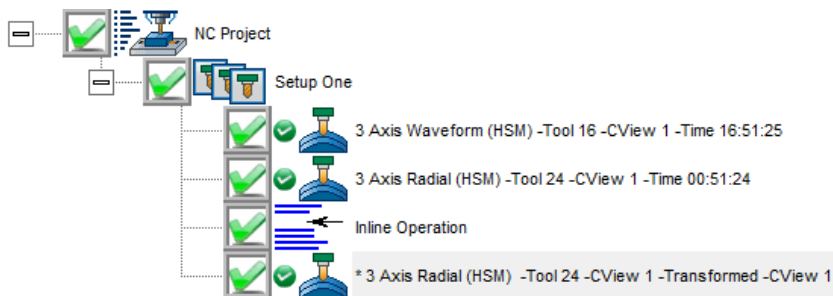 NC Project
Setup One
3 Axis Waveform (HSM) -Tool 16 -CView 1 -Time 16:51:25
3 Axis Radial (HSM) -Tool 24 -CView 1 -Time 00:51:24
Inline Operation
* 3 Axis Radial (HSM)  -Tool 24 -CView 1 -Transformed -CView 1